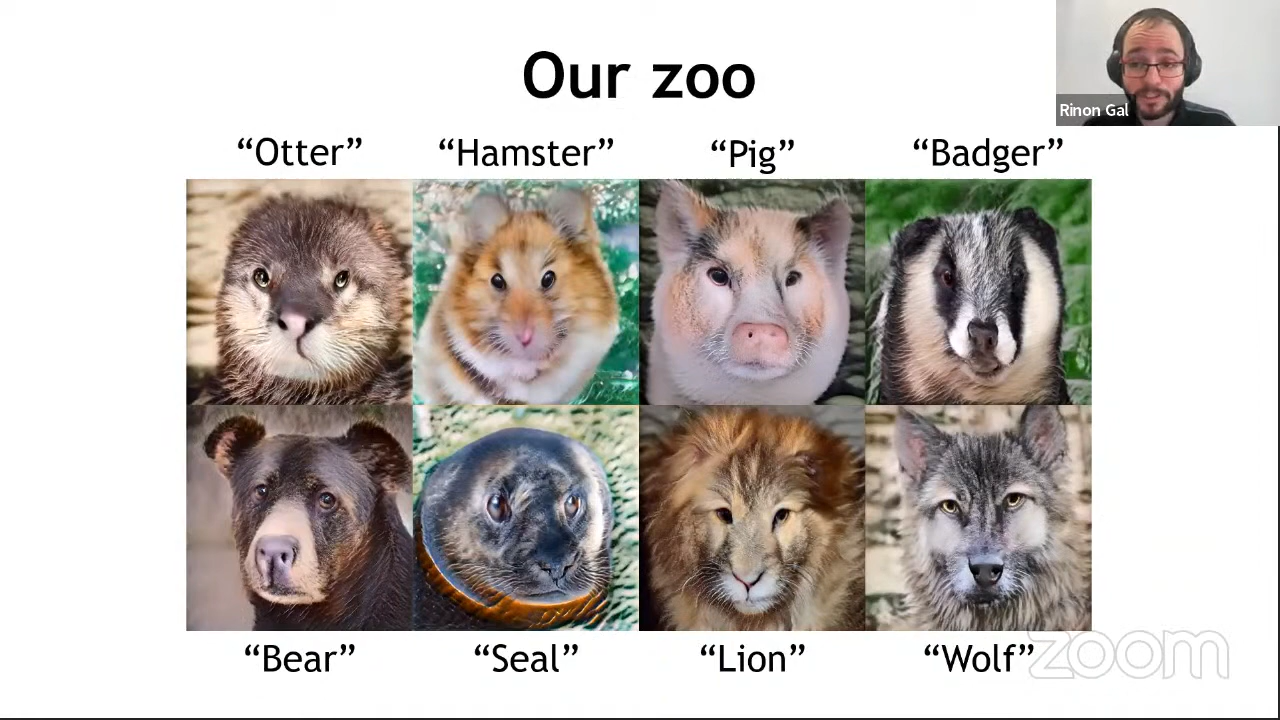 Our zoo
Rinon Gal
“Otter” “Hamster” “Pig” “Badger”
“Bear” “Seal” “Lion” “Wolf”
zoom